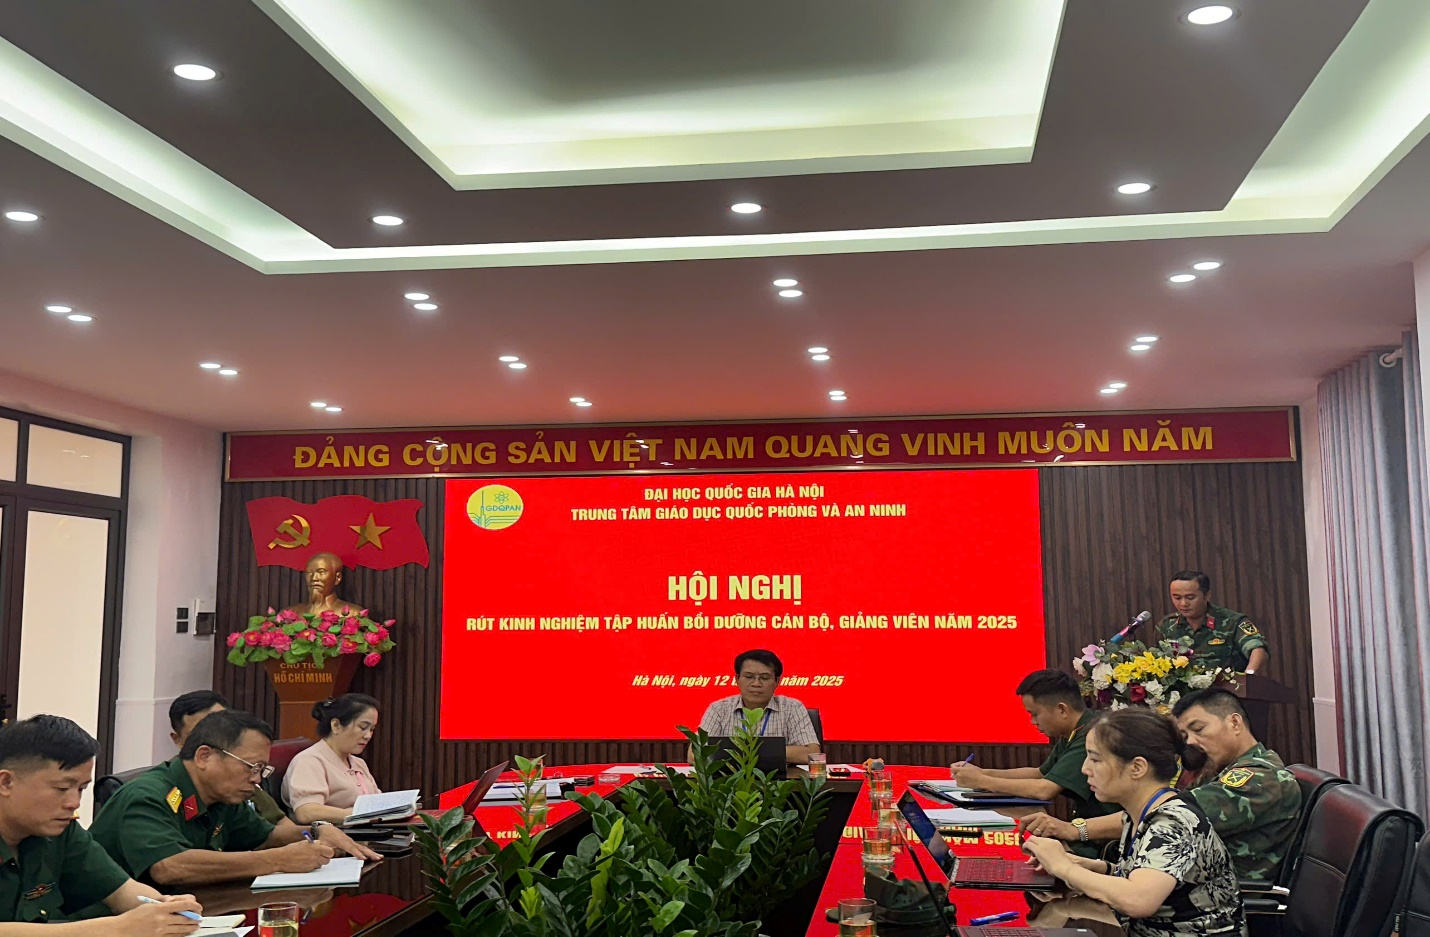 ĐẢNG CỘNG SẢN VIỆT NAM QUANG VINH MUÔN NĂM
GDQPAN
ĐẠI HỌC QUỐC GIA HÀ NỘI
TRUNG TÂM GIÁO DỤC QUỐC PHÒNG VÀ AN NINH
HỘI NGHỊ
RÚT KINH NGHIỆM TẬP HUẤN BỒI DƯỠNG CÁN BỘ, GIẢNG VIÊN NĂM 2025
Hà Nội, ngày 12 năm 2025
CHỦ TỊCH
HỒ CHÍ MINH